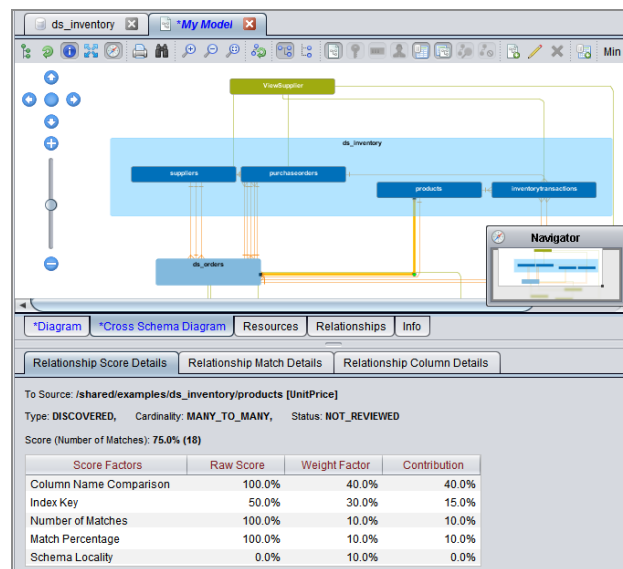 ds_inventory *My Model
Min
ViewSupplier
ds_inventory
suppliers purchaseorders
products inventorytransactions
Navigator
ds_orders
*Diagram *Cross Schema Diagram Resources Relationships Info
Relationship Score Details Relationship Match Details Relationship Column Details
To Source: /shared/examples/ds_inventory/products [UnitPrice]
Type: DISCOVERED, Cardinality: MANY_TO_MANY, Status: NOT_REVIEWED
Score (Number of Matches): 75.0% (18)
Score Factors Raw Score Weight Factor Contribution
Column Name Comparison 100.0% 40.0% 40.0%
Index Key 50.0% 30.0% 15.0%
Number of Matches 100.0% 10.0% 10.0%
Match Percentage 100.0% 10.0% 10.0%
Schema Locality 0.0% 10.0% 0.0%